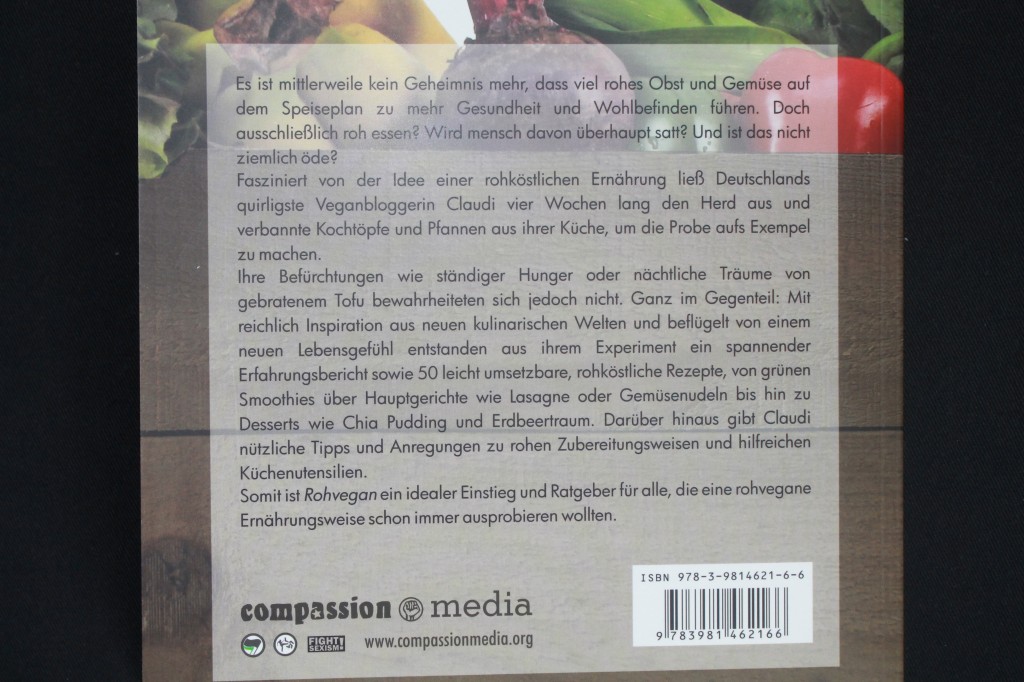 Es ist mittlerweile kein Geheimnis mehr, dass viel rohes Obst und Gemüse auf
dem Speiseplan zu mehr Gesundheit und Wohlbefinden führen. Doch
ausschließlich roh essen? Wird mensch davon überhaupt satt? Und ist das nicht
ziemlich öde?
Fasziniert von der Idee einer rohköstlichen Ernährung ließ Deutschlands
quirligste Veganbloggerin Claudi vier Wochen lang den Herd aus und
verbannte Kochtöpfe und Pfannen aus ihrer Küche, um die Probe aufs Exempel
zu machen.
Ihre Befürchtungen wie ständiger Hunger oder nächtliche Träume von
gebratenem Tofu bewahrheiteten sich jedoch nicht. Ganz im Gegenteil: Mit
reichlich Inspiration aus neuen kulinarischen Welten und beflügelt von einem
neuen Lebensgefühl entstanden aus ihrem Experiment ein spannender
Erfahrungsbericht sowie 50 leicht umsetzbare, rohköstliche Rezepte, von grünen
Smoothies über Hauptgerichte wie Lasagne oder Gemüsenudeln bis hin zu
Desserts wie Chia Pudding und Erdbeertraum. Darüber hinaus gibt Claudi
nützliche Tipps und Anregungen zu rohen Zubereitungsweisen und hilfreichen
Küchenutensilien.
Somit ist Rohvegan ein idealer Einstieg und Ratgeber für alle, die eine rohvegane
Ernährungsweise schon immer ausprobieren wollten.
compassion media
FIGHT
SEXISM!
www.compassionmedia.org
ISBN 978-3-9814621-6-6
9 783981 462166